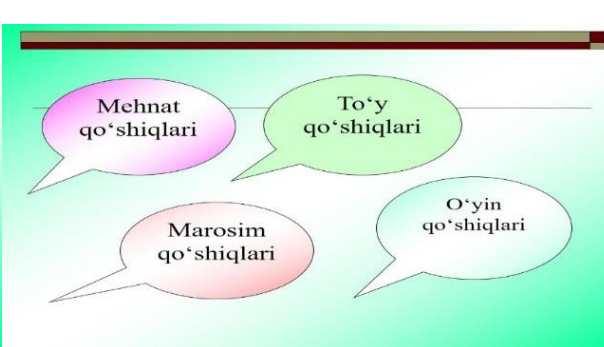 Mehnat
qo‘shiqlari
To‘y
qo‘shiqlari
Marosim
qo‘shiqlari
O‘yin
qo‘shiqlari